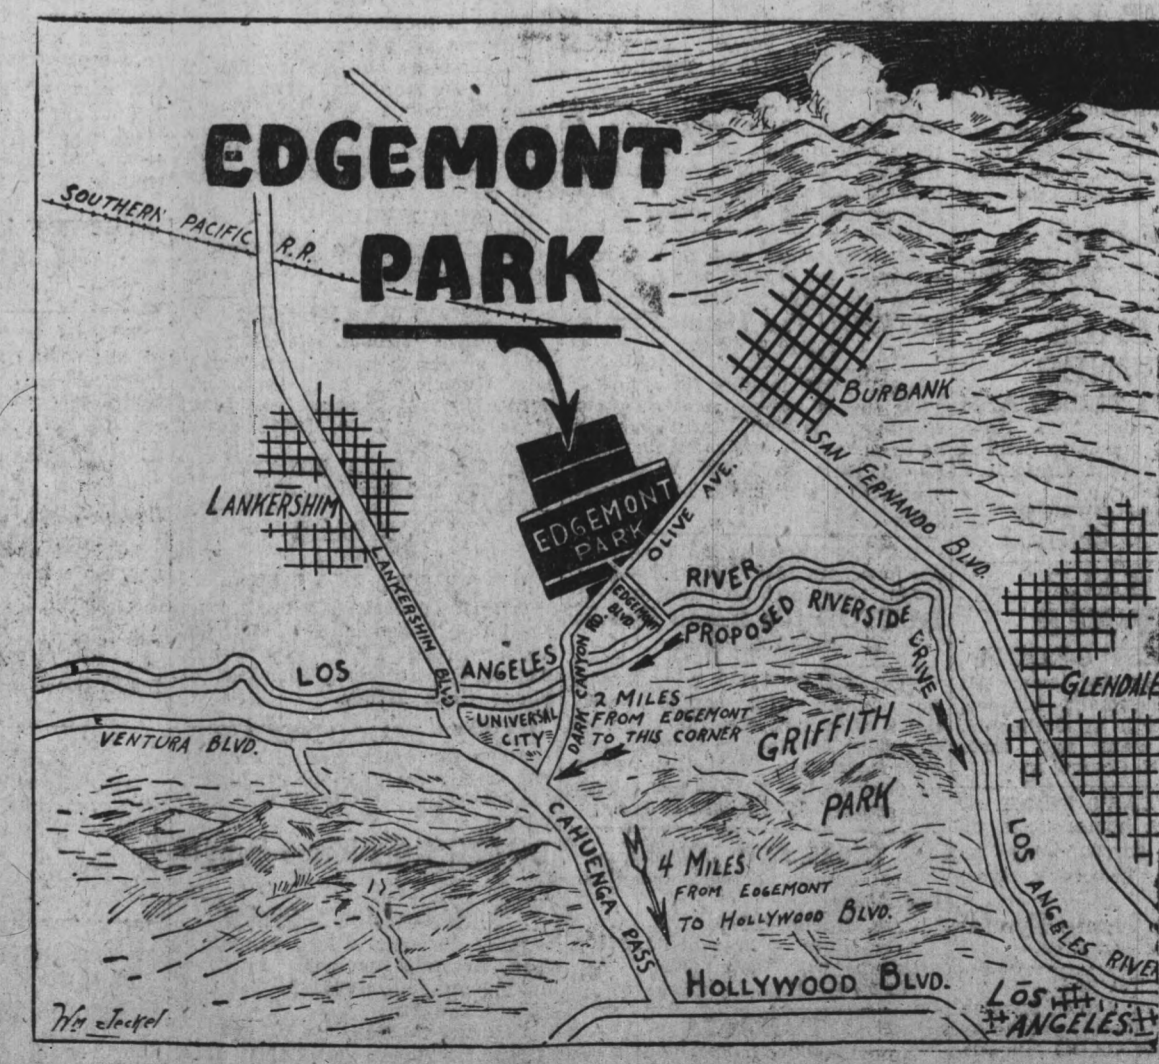 EDGEMONT
PARK
SOUTHERN PACIFIC R.R.
BURBANK
SAN FERNANDO BLVD.
LANKERSHIM
LANKERSHIM BLVD
EDGEMONT
PARK
OLIVE AVE.
EDGEMONT
BLVD.
DARK CANYON RD.
LOS ANGELES RIVER
PROPOSED RIVERSIDE DRIVE
GLENDALE
UNIVERSAL
CITY
VENTURA BLVD.
2 MILES
FROM EDGEMONT
TO THIS CORNER
GRIFFITH
PARK
CAHUENGA PASS
4 MILES
FROM EDGEMONT
TO HOLLYWOOD BLVD.
LOS ANGELES RIVER
HOLLYWOOD BLVD.
LOS
ANGELES